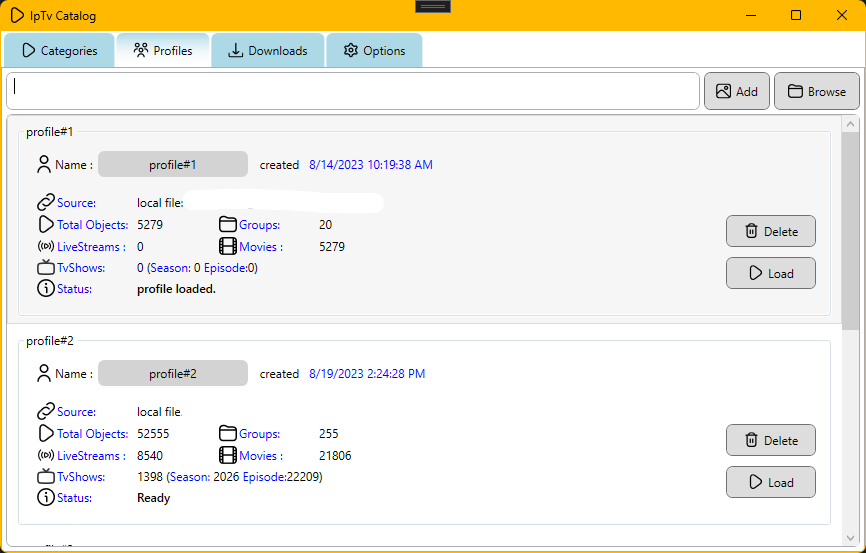 IpTv Catalog
Categories Profiles Downloads Options
Add Browse
profile#1
Name : profile#1 created 8/14/2023 10:19:38 AM
Source: local file:
Total Objects: 5279 Groups: 20
LiveStreams : 0 Movies : 5279
TvShows: 0 (Season: 0 Episode:0)
Status: profile loaded.
Delete
Load
profile#2
Name : profile#2 created 8/19/2023 2:24:28 PM
Source: local file
Total Objects: 52555 Groups: 255
LiveStreams : 8540 Movies : 21806
TvShows: 1398 (Season: 2026 Episode:22209)
Status: Ready
Delete
Load